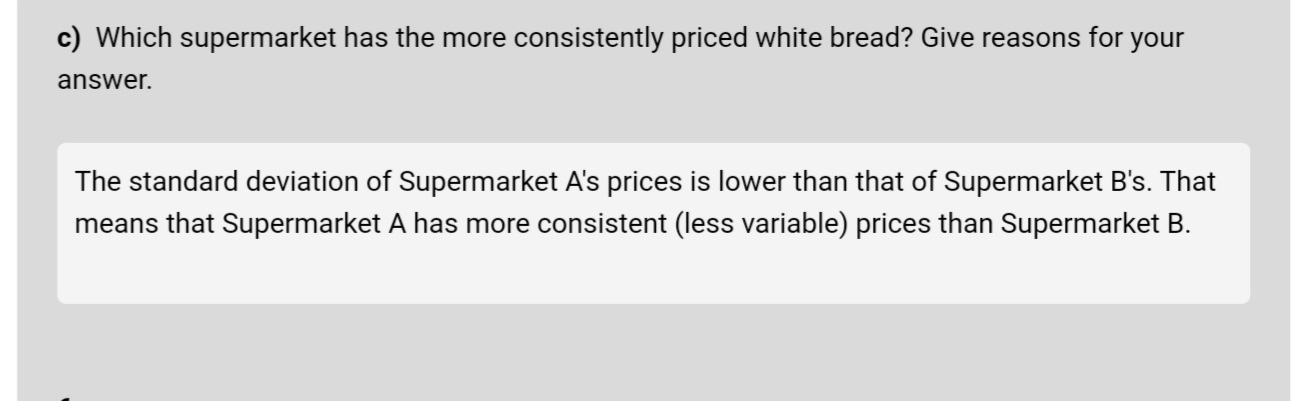 c) Which supermarket has the more consistently priced white bread? Give reasons for your
answer.
The standard deviation of Supermarket A's prices is lower than that of Supermarket B's. That
means that Supermarket A has more consistent (less variable) prices than Supermarket B.